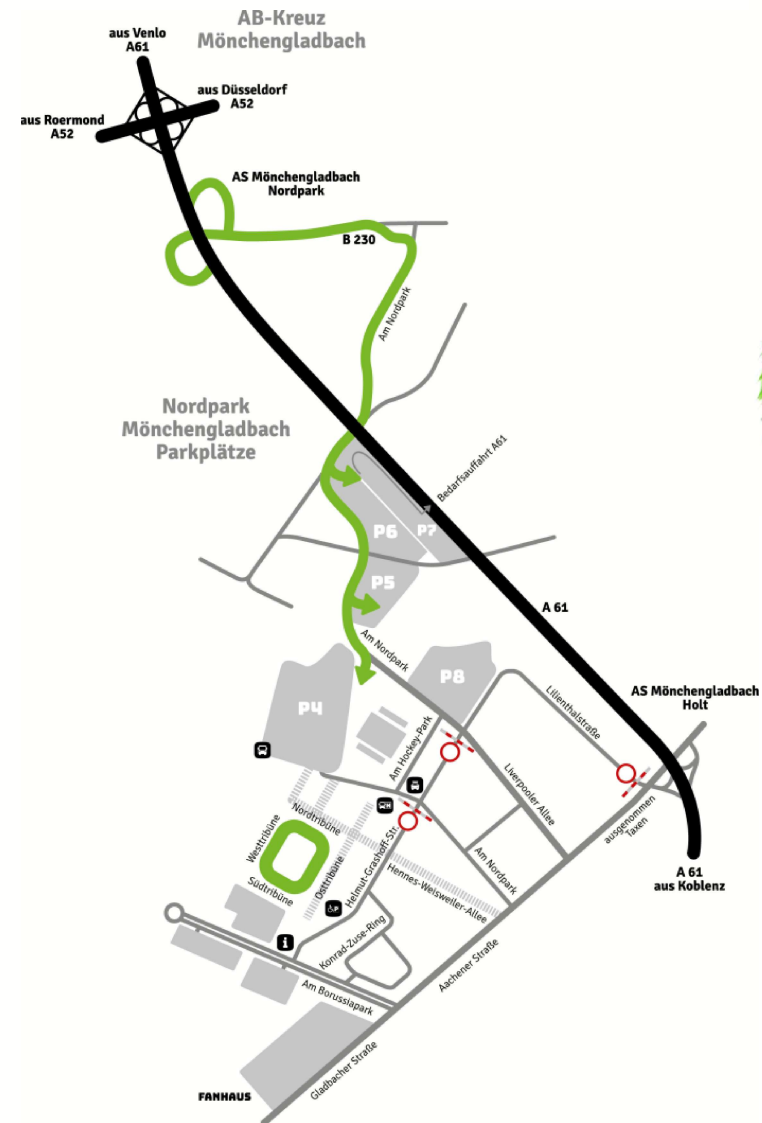 AB-Kreuz
Mönchengladbach
aus Venlo
A61
aus Düsseldorf
A52
aus Roermond
A52
AS Mönchengladbach
Nordpark
B 230
Am Nordpark
Nordpark
Mönchengladbach
Parkplätze
Bedarfsauffahrt A61
P6
P7
P5
A 61
Am Nordpark
P8
P4
AS Mönchengladbach
Holt
Lilienthalstraße
Am Hockey-Park
Liverpooler Allee
ausgenommen
Taxen
Nordtribüne
Westtribüne
Osttribüne
Südtribüne
Helmut-Grashoff-Str.
Am Nordpark
Hennes-Weisweiler-Allee
A 61
aus Koblenz
P
i
Konrad-Zuse-Ring
Aachener Straße
Am Borussiapark
Gladbacher Straße
FANHAUS